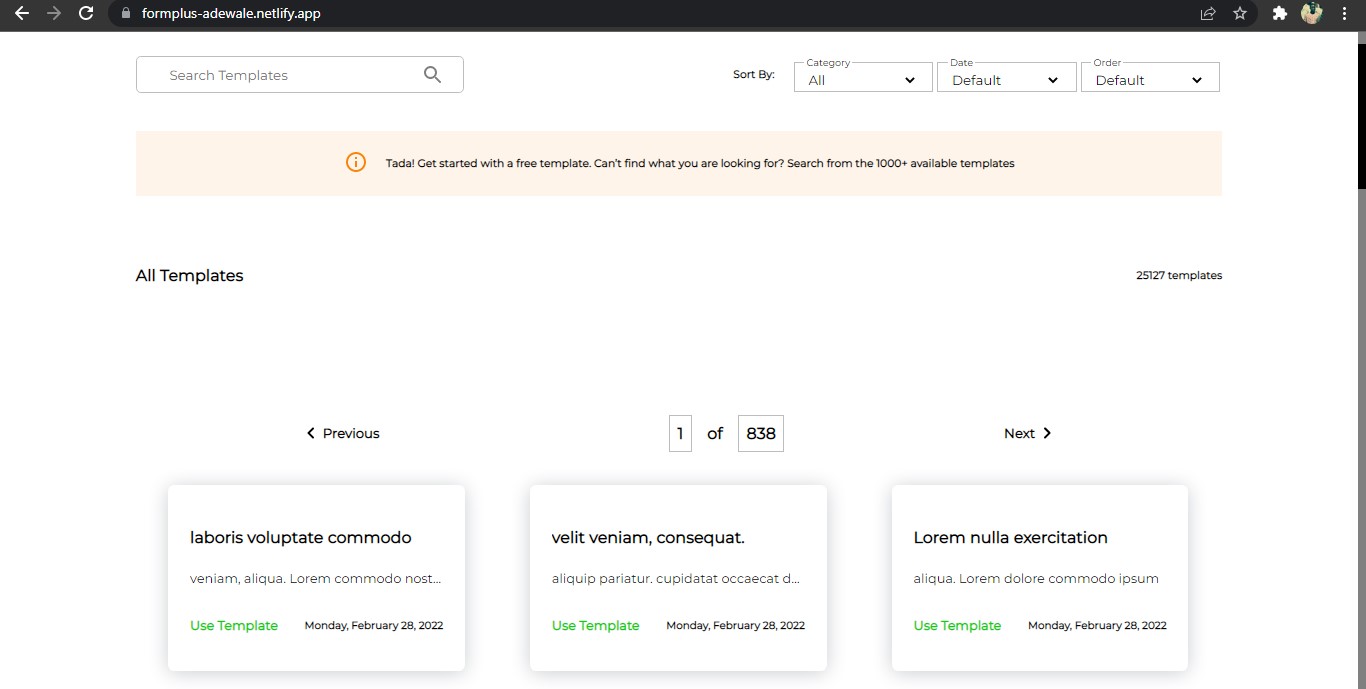 formplus-adewale.netlify.app
Search Templates
Sort By:
Category
All
Date
Default
Order
Default
Tada! Get started with a free template. Can't find what you are looking for? Search from the 1000+ available templates
All Templates
25127 templates
Previous
1 of 838
Next
laboris voluptate commodo
veniam, aliqua. Lorem commodo nost...
Use Template
Monday, February 28, 2022
velit veniam, consequat.
aliquip pariatur. cupidatat occaecat d...
Use Template
Monday, February 28, 2022
Lorem nulla exercitation
aliqua. Lorem dolore commodo ipsum
Use Template
Monday, February 28, 2022